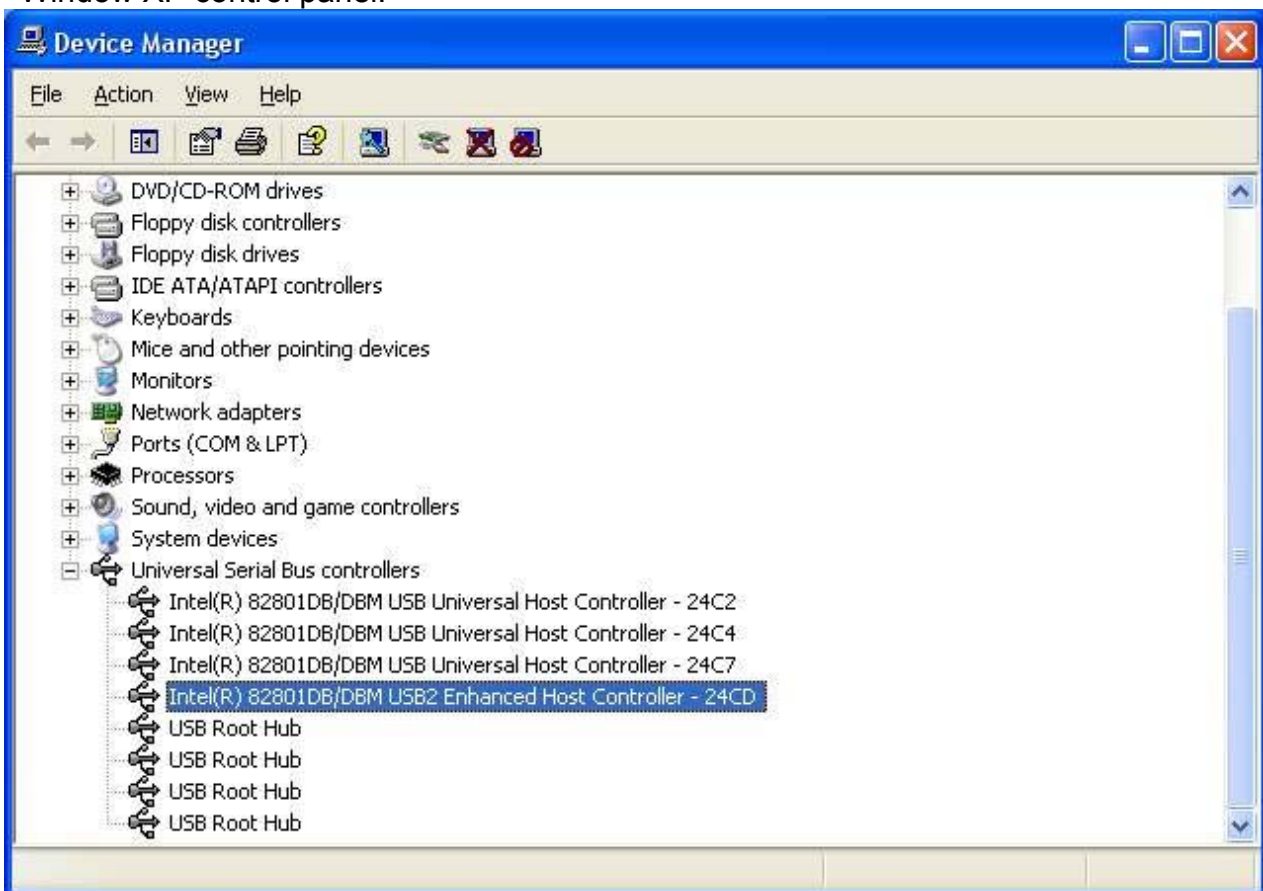 Window XP control panel.
Device Manager
File Action View Help
DVD/CD-ROM drives
Floppy disk controllers
Floppy disk drives
IDE ATA/ATAPI controllers
Keyboards
Mice and other pointing devices
Monitors
Network adapters
Ports (COM & LPT)
Processors
Sound, video and game controllers
System devices
Universal Serial Bus controllers
Intel(R) 82801DB/DBM USB Universal Host Controller - 24C2
Intel(R) 82801DB/DBM USB Universal Host Controller - 24C4
Intel(R) 82801DB/DBM USB Universal Host Controller - 24C7
Intel(R) 82801DB/DBM USB2 Enhanced Host Controller - 24CD
USB Root Hub
USB Root Hub
USB Root Hub
USB Root Hub